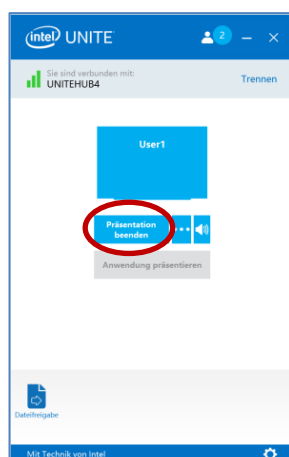 intel UNITE 2
Sie sind verbunden mit:
UNITEHUB4
Trennen
User1
Präsentation
beenden
Anwendung präsentieren
Dateifreigabe
Mit Technik von Intel